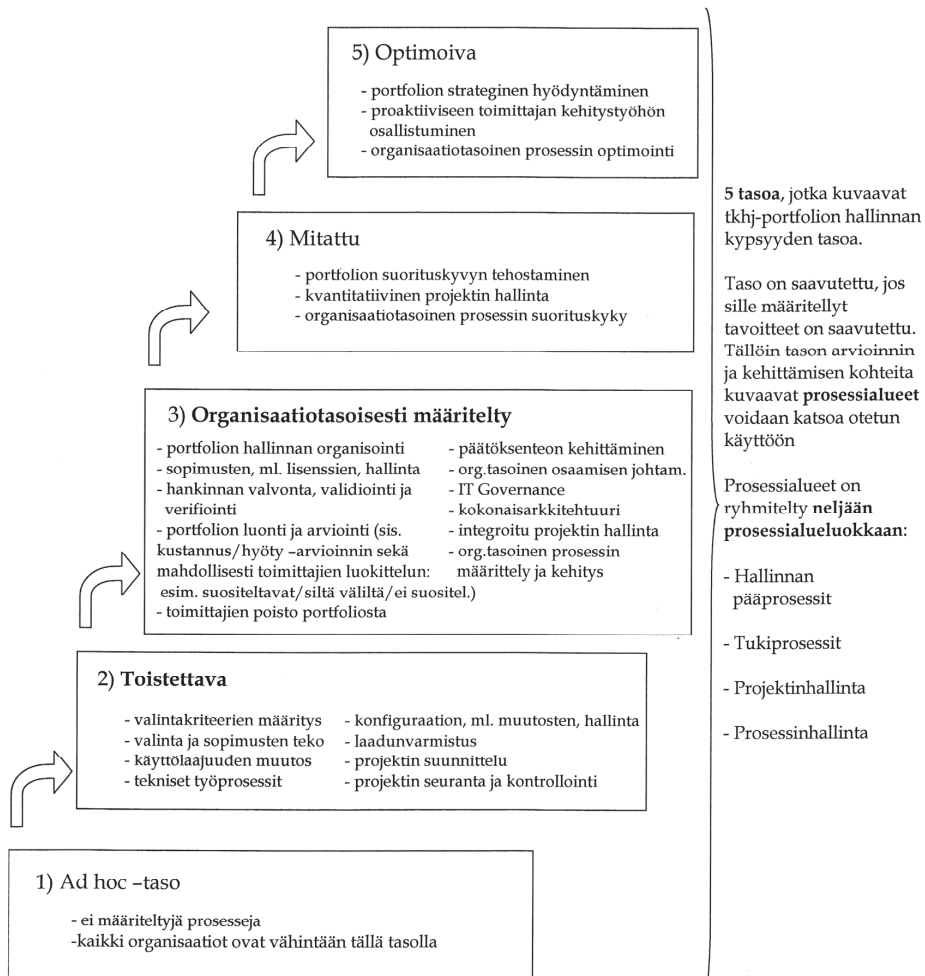 5) Optimoiva
- portfolion strateginen hyödyntäminen
- proaktiiviseen toimittajan kehitystyöhön
osallistuminen
- organisaatiotasoinen prosessin optimointi
4) Mitattu
- portfolion suorituskyvyn tehostaminen
- kvantitatiivinen projektin hallinta
- organisaatiotasoinen prosessin suorituskyky
3) Organisaatiotasoisesti määritelty
- portfolion hallinnan organisointi
- sopimusten, ml. lisenssien, hallinta
- hankinnan valvonta, validiointi ja
verifiointi
- portfolion luonti ja arviointi (sis.
kustannus/hyöty –arvioinnin sekä
mahdollisesti toimittajien luokittelun:
esim. suositeltavat/siltä väliltä/ei suositel.)
- toimittajien poisto portfoliosta
- päätöksenteon kehittäminen
- org.tasoinen osaamisen johtam.
- IT Governance
- kokonaisarkkitehtuuri
- integroitu projektin hallinta
- org.tasoinen prosessin
määrittely ja kehitys
2) Toistettava
- valintakriteerien määritys
- valinta ja sopimusten teko
- käyttölaajuuden muutos
- tekniset työprosessit
- konfiguraation, ml. muutosten, hallinta
- laadunvarmistus
- projektin suunnittelu
- projektin seuranta ja kontrollointi
1) Ad hoc –taso
- ei määriteltyjä prosesseja
-kaikki organisaatiot ovat vähintään tällä tasolla
5 tasoa, jotka kuvaavat
tkhj-portfolion hallinnan
kypsyyden tasoa.
Taso on saavutettu, jos
sille määritellyt
tavoitteet on saavutettu.
Tällöin tason arvioinnin
ja kehittämisen kohteita
kuvaavat prosessialueet
voidaan katsoa otetun
käyttöön
Prosessialueet on
ryhmitelty neljään
prosessialueluokkaan:
- Hallinnan
pääprosessit
- Tukiprosessit
- Projektinhallinta
- Prosessinhallinta